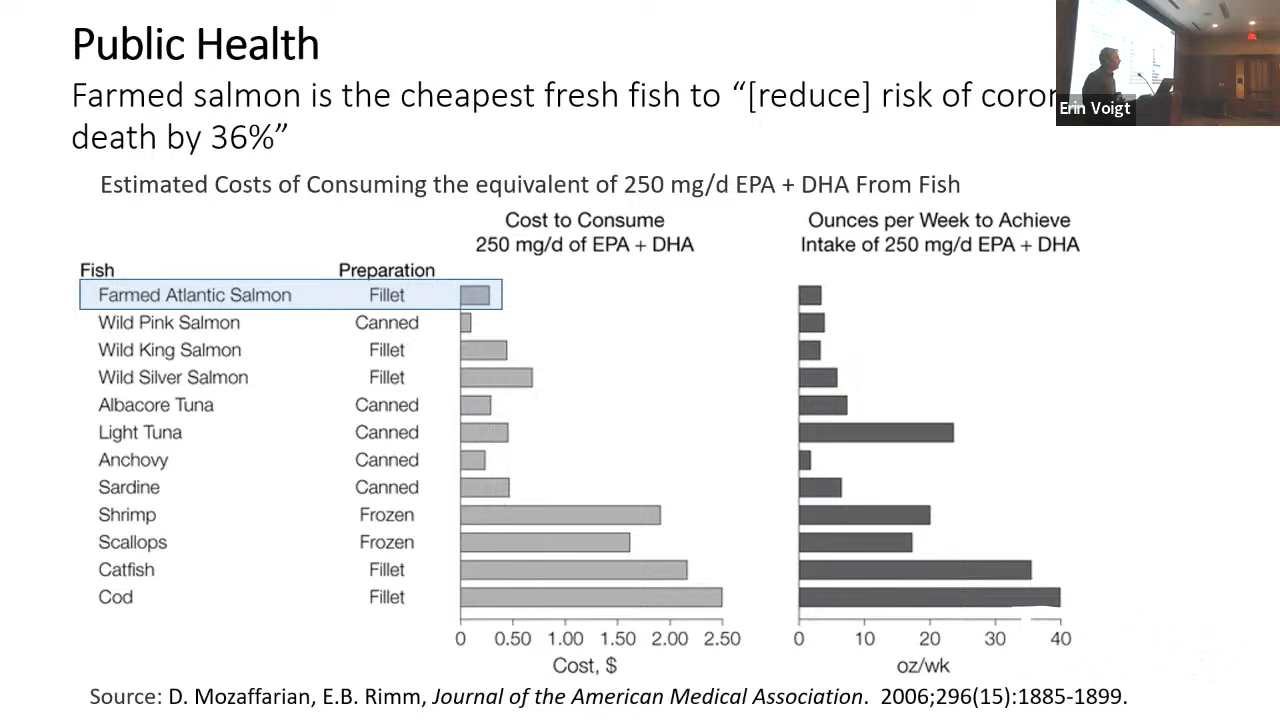 Public Health
Farmed salmon is the cheapest fresh fish to “[reduce] risk of coron
death by 36%”
Erin Voigt
Estimated Costs of Consuming the equivalent of 250 mg/d EPA + DHA From Fish
Cost to Consume
250 mg/d of EPA + DHA
Ounces per Week to Achieve
Intake of 250 mg/d EPA + DHA
Fish Preparation
Farmed Atlantic Salmon Fillet
Wild Pink Salmon Canned
Wild King Salmon Fillet
Wild Silver Salmon Fillet
Albacore Tuna Canned
Light Tuna Canned
Anchovy Canned
Sardine Canned
Shrimp Frozen
Scallops Frozen
Catfish Fillet
Cod Fillet
0 0.50 1.00 1.50 2.00 2.50
Cost, $
0 10 20 30 40
oz/wk
Source: D. Mozaffarian, E.B. Rimm, Journal of the American Medical Association. 2006;296(15):1885-1899.